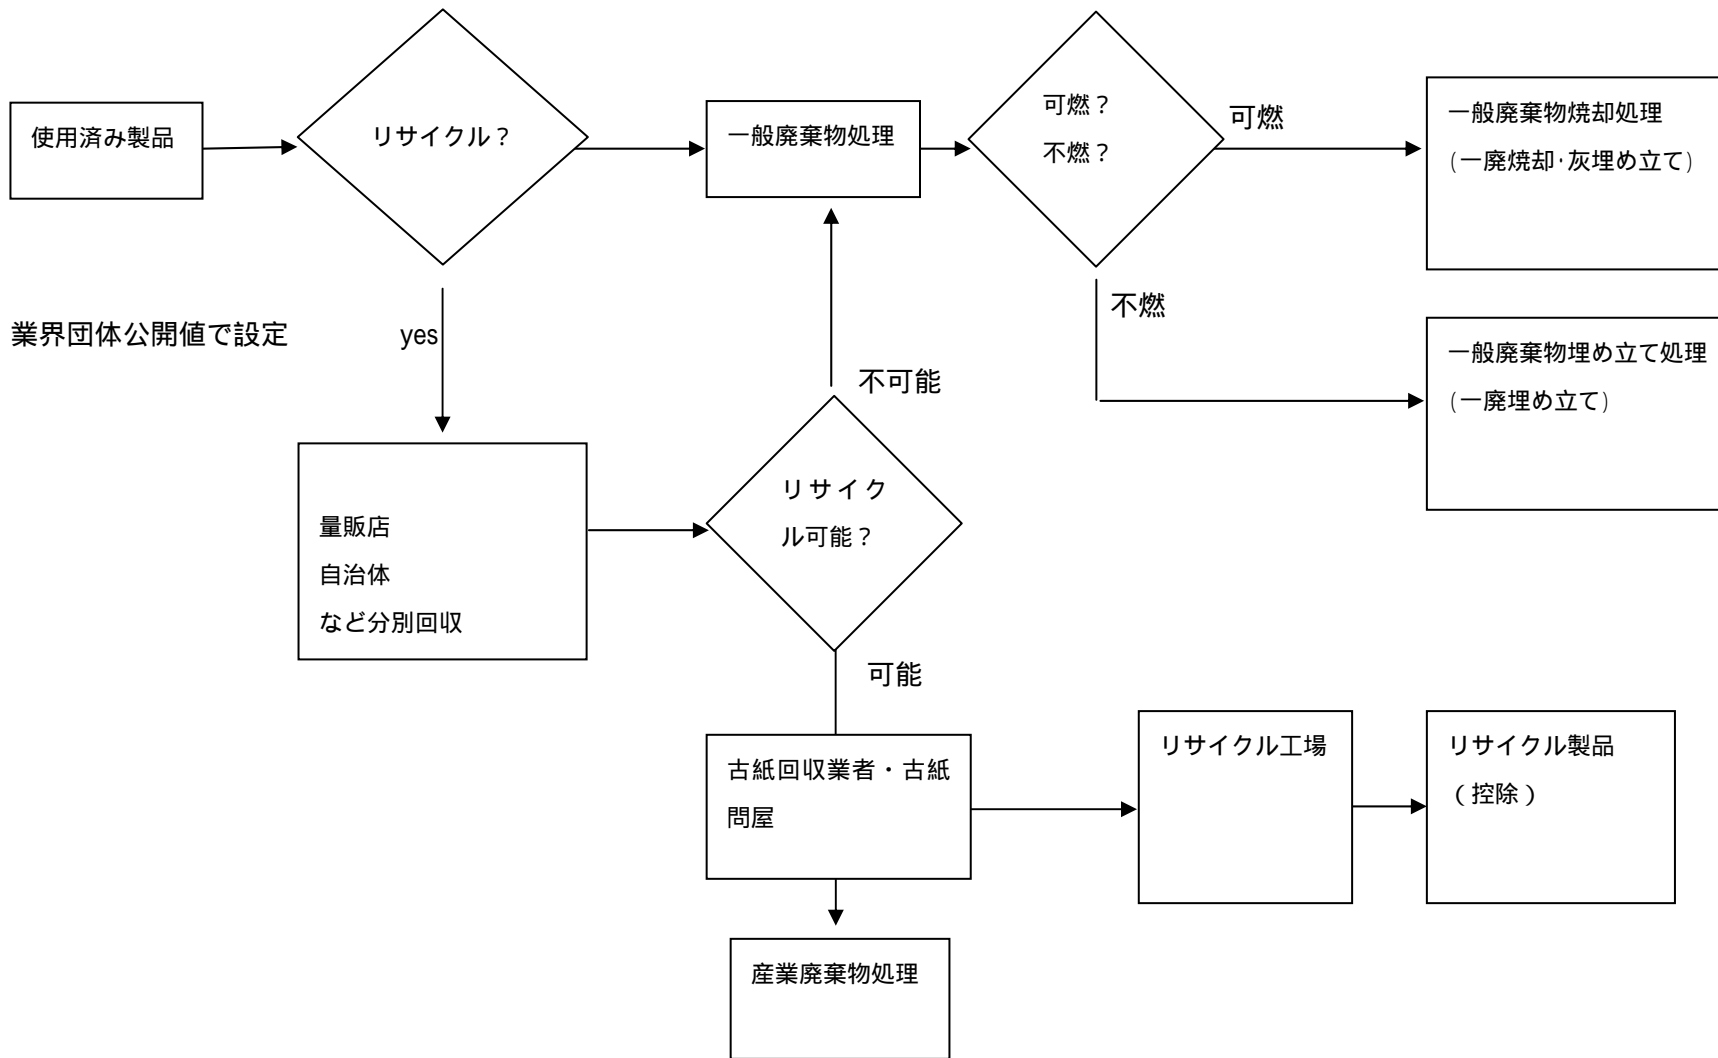 使用済み製品
リサイクル？
一般廃棄物処理
可燃？
不燃？
可燃
一般廃棄物焼却処理
(一廃焼却・灰埋め立て)
不燃
一般廃棄物埋め立て処理
(一廃埋め立て)
業界団体公開値で設定
yes
不可能
量販店
自治体
など分別回収
リサイク
ル可能？
可能
古紙回収業者・古紙
問屋
リサイクル工場
リサイクル製品
（控除）
産業廃棄物処理